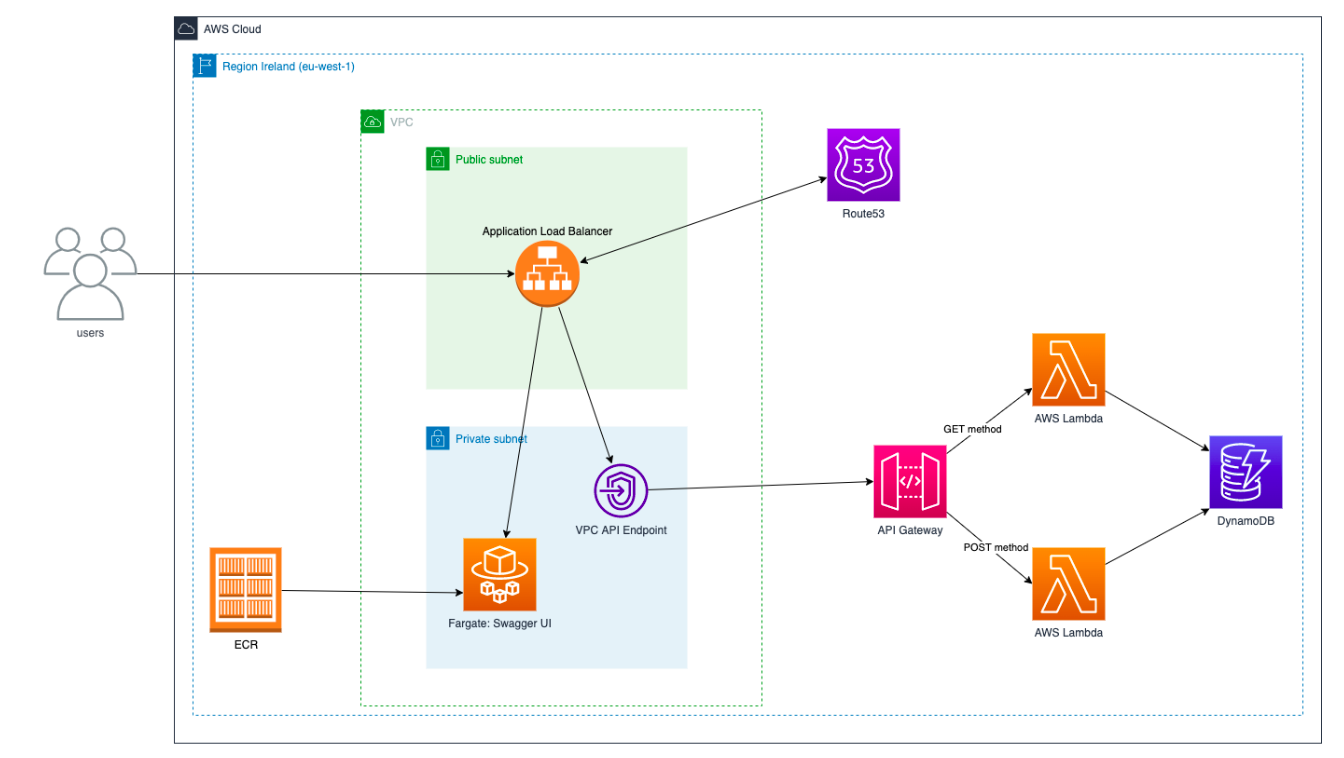 AWS Cloud
Region Ireland (eu-west-1)
VPC
Public subnet
53
Route53
Application Load Balancer
users
AWS Lambda
GET method
Private subnet
</>
VPC API Endpoint
API Gateway
DynamoDB
POST method
Fargate: Swagger UI
AWS Lambda
ECR